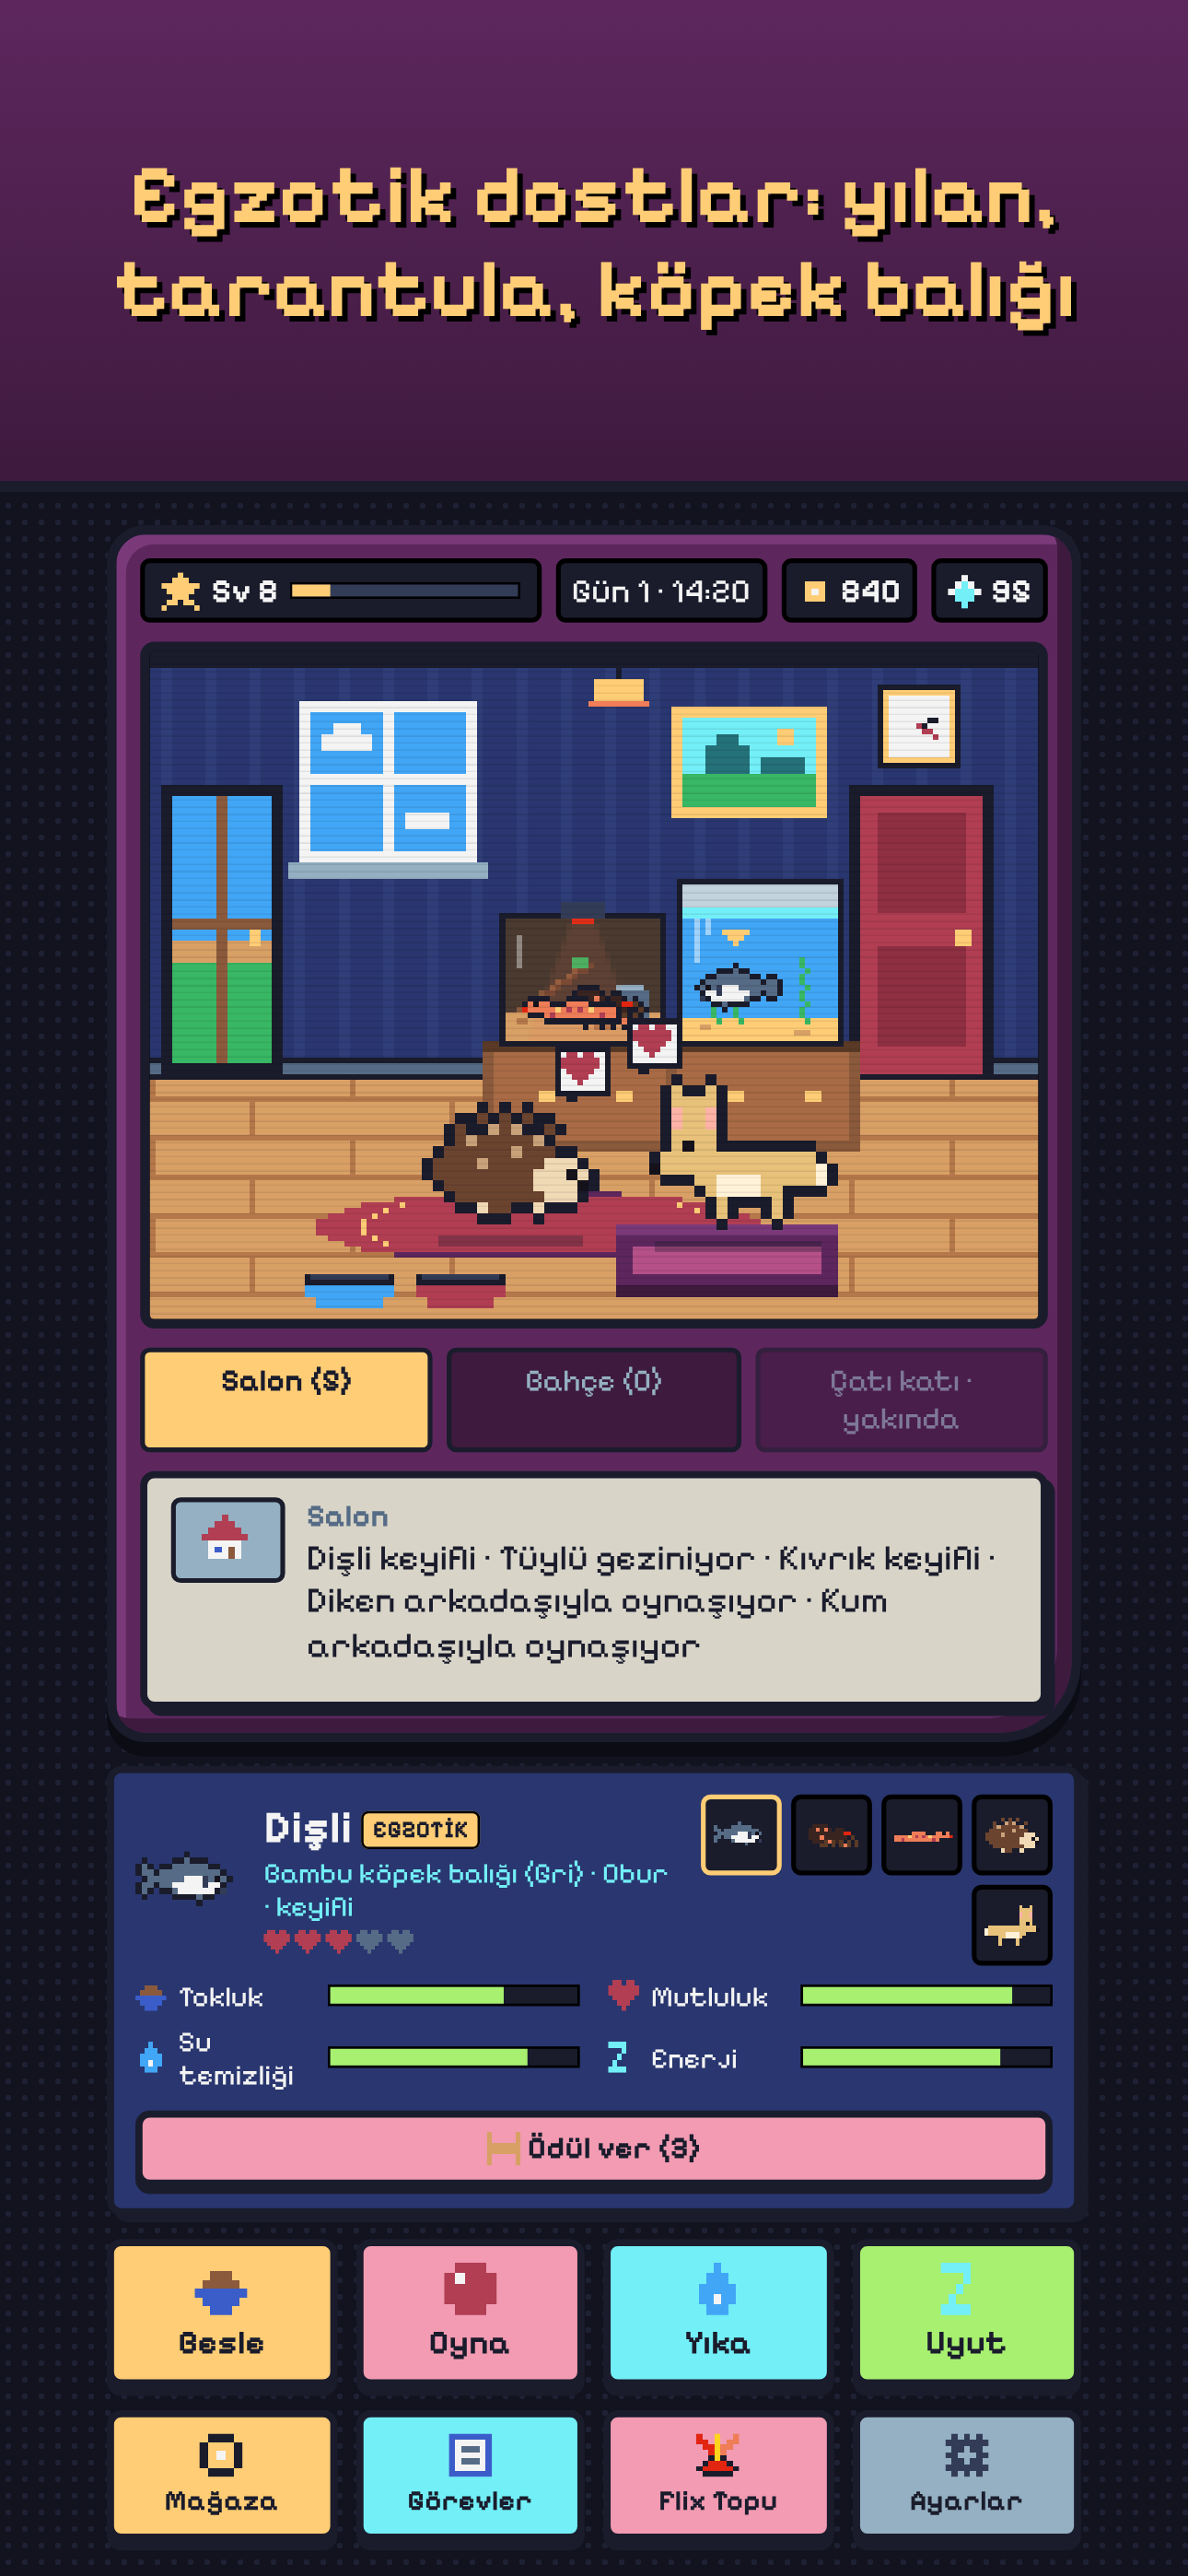 Egzotik dostlar: yılan,
tarantula, köpek balığı
Sv 8
Gün 1 · 14:20
840
95
Salon (5)
Bahçe (0)
Çatı katı ·
yakında
Salon
Dişli keyifli · Tüylü geziniyor · Kıvrık keyifli ·
Diken arkadaşıyla oynaşıyor · Kum
arkadaşıyla oynaşıyor
Dişli
EGZOTİK
Bambu köpek balığı (Gri) · Obur
· keyifli
Tokluk
Mutluluk
Su
temizliği
Enerji
Ödül ver (3)
Besle
Oyna
Yıka
Uyut
Mağaza
Görevler
Flix Topu
Ayarlar